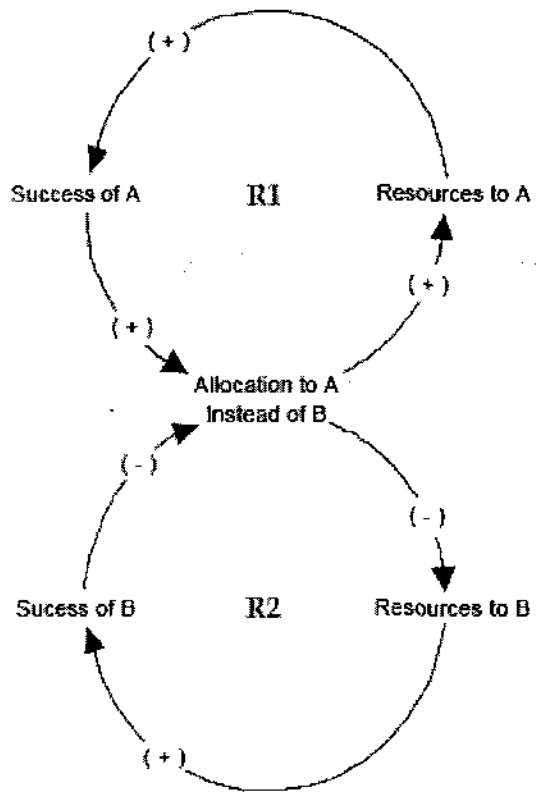 ( + )
Success of A R1 Resources to A
( + )
( + )
Allocation to A
Instead of B
( - )
( - )
Sucess of B R2 Resources to B
( + )